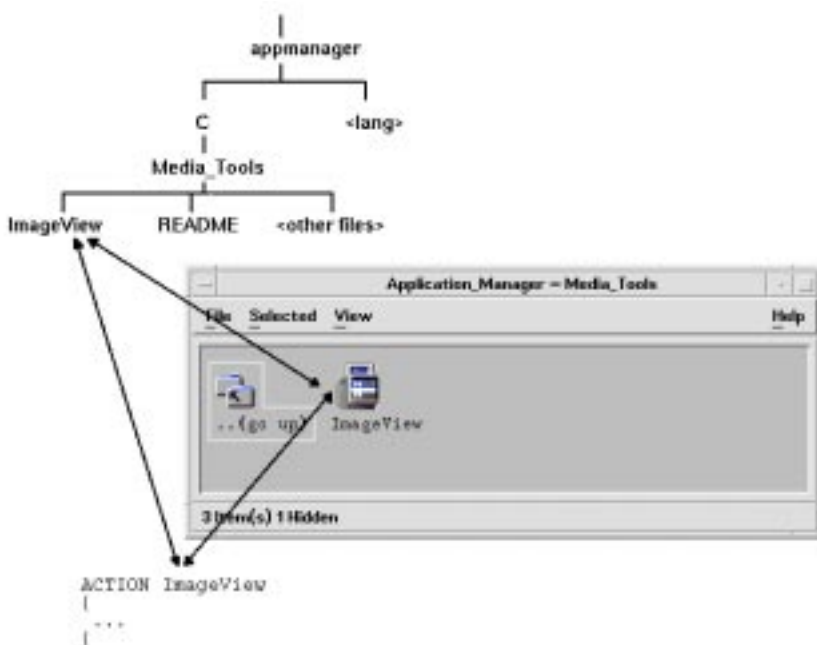 appmanager
C <lang>
Media_Tools
ImageView README <other files>
Application_Manager - Media_Tools
File Selected View Help
..(go up) ImageView
3 Item(s) 1 Hidden
ACTION ImageView
{
...
{